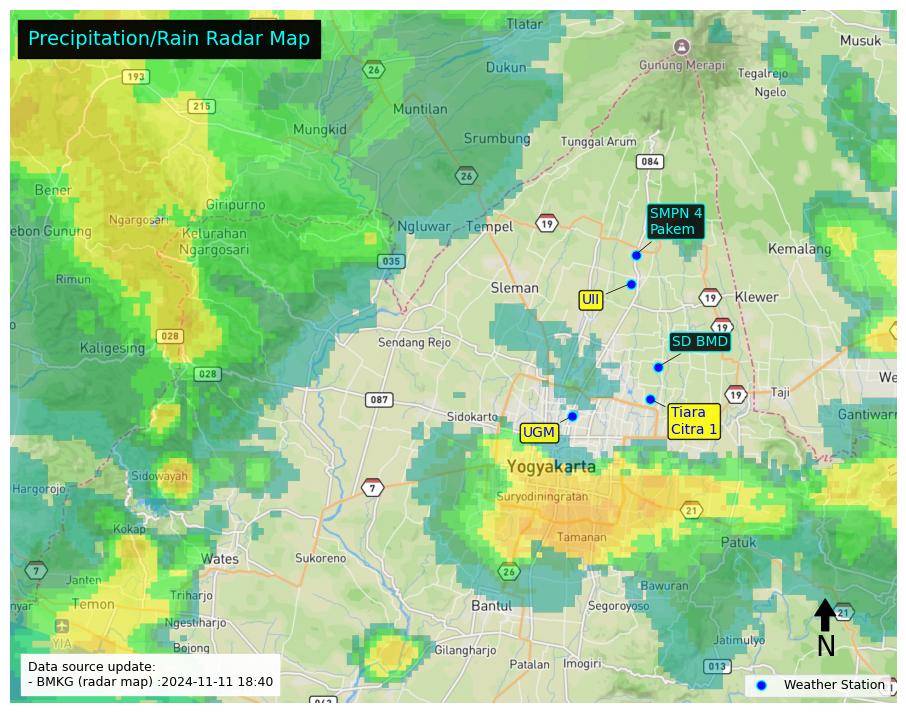 Precipitation/Rain Radar Map
Tlatar
Musuk
Gunung Merapi
Dukun
Tegalrejo
193
26
Ngelo
215
Muntilan
Mungkid
Srumbung
Tunggal Arum
084
26
Bener
Giripurno
Ngargosari
SMPN 4
Pakem
ebon Gunung
Kelurahan
Ngargosari
Ngluwar
Tempel
19
Kemalang
035
Rimun
Sleman
UII
19
Klewer
19
028
Kaligesing
Sendang Rejo
SD BMD
028
We
087
19
Taji
Sidokarto
Tiara
Citra 1
Gantiwarn
UGM
Yogyakarta
Sidowayah
Hargorojo
7
Suryodiningratan
21
Kokap
Tamanan
Patuk
Wates
Sukoreno
7
Janten
26
Bawuran
nyar
Temon
Triharjo
Bantul
Segoroyoso
21
YIA
Ngestiharjo
Jatimulyo
N
Bojong
Gilangharjo
Patalan
Imogiri
013
Data source update:
- BMKG (radar map) :2024-11-11 18:40
Weather Station